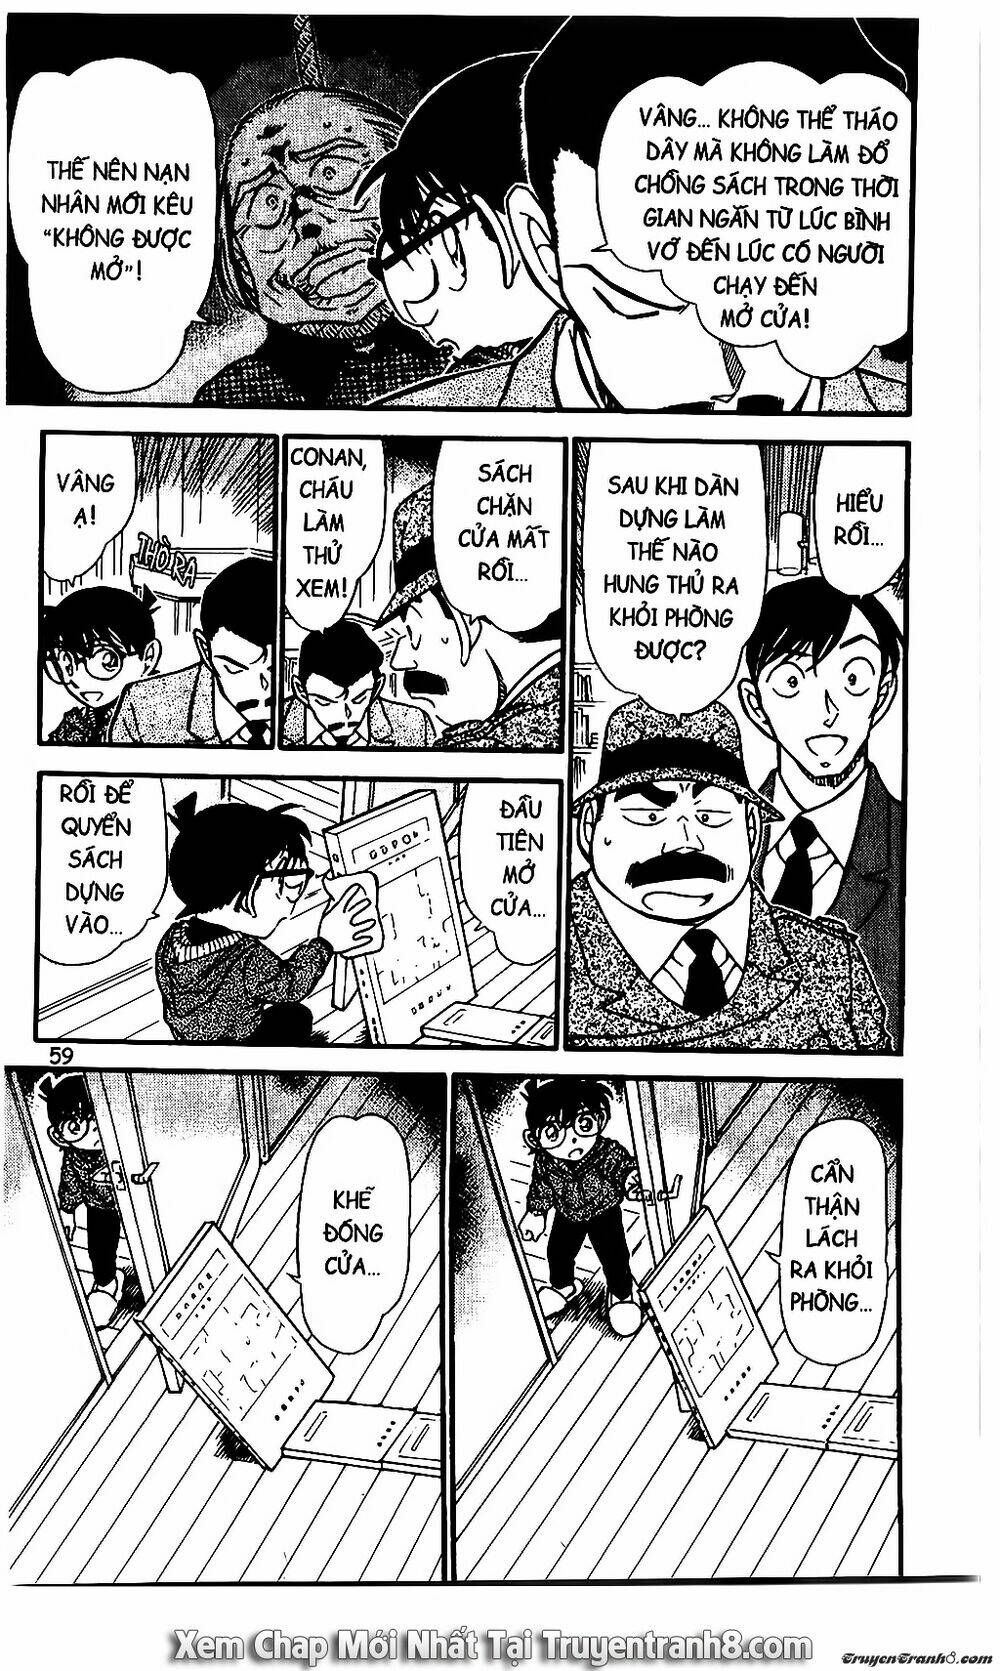 VÂNG... KHÔNG THỂ THÁO
DÂY MÀ KHÔNG LÀM ĐỔ
CHỒNG SÁCH TRONG THỜI
GIAN NGẮN TỪ LÚC BÌNH
VỠ ĐẾN LÚC CÓ NGƯỜI
CHẠY ĐẾN
MỞ CỬA!
THẾ NÊN NẠN
NHÂN MỚI KÊU
"KHÔNG ĐƯỢC
MỞ"!
HIỂU
RỒI...
SAU KHI DÀN
DỰNG LÀM
THẾ NÀO
HUNG THỦ RA
KHỎI PHÒNG
ĐƯỢC?
SÁCH
CHẶN
CỬA MẤT
RỒI...
CONAN,
CHÁU
LÀM
THỬ
XEM!
VÂNG
Ạ!
THÒ RA
ĐẦU
TIÊN
MỞ
CỬA...
RỒI ĐỂ
QUYỂN
SÁCH
DỰNG
VÀO...
59
CẨN
THẬN
LÁCH
RA KHỎI
PHÒNG...
KHẼ
ĐÓNG
CỬA...
Xem Chap Mới Nhất Tại Truyentranh8.com
TruyenTranh8.com